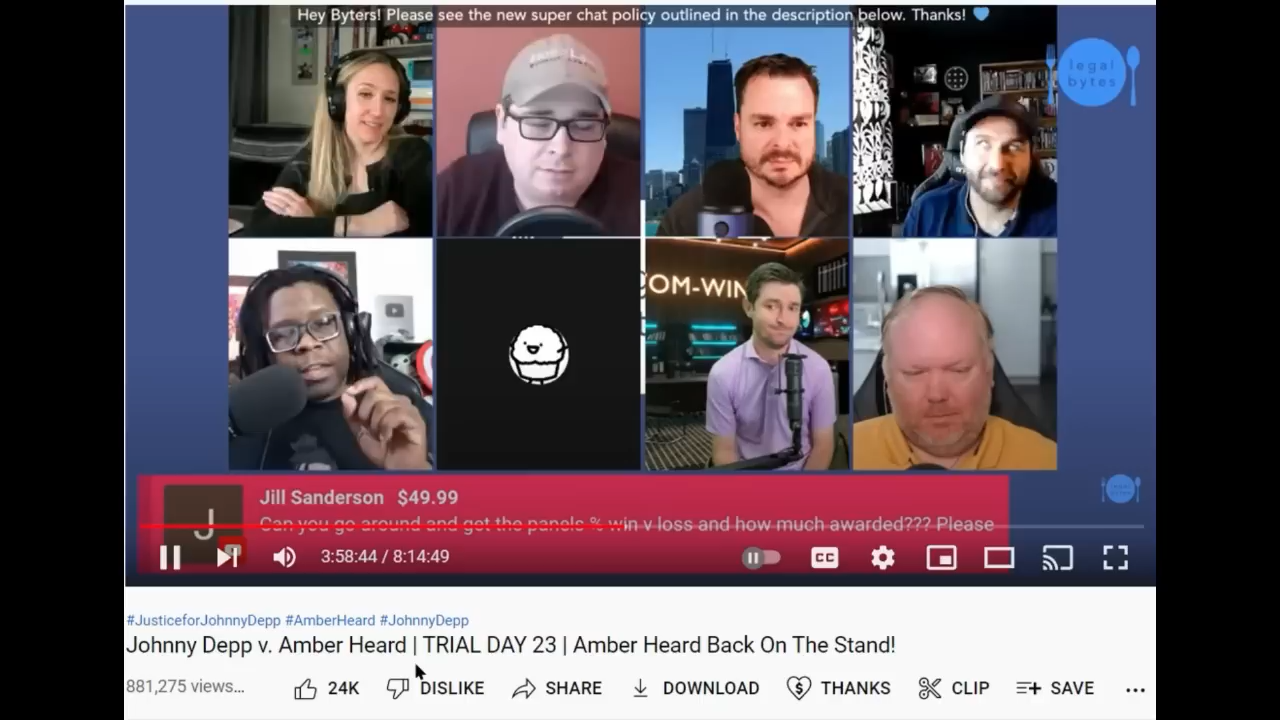 Hey Byters! Please see the new super chat policy outlined in the description below. Thanks!
legal
bytes
OM-WIN
Jill Sanderson $49.99
J
Can you go around and get the panels % win v loss and how much awarded??? Please
3:58:44 / 8:14:49
CC
#JusticeforJohnnyDepp #AmberHeard #JohnnyDepp
Johnny Depp v. Amber Heard | TRIAL DAY 23 | Amber Heard Back On The Stand!
881,275 views... 24K DISLIKE SHARE DOWNLOAD THANKS CLIP SAVE ...